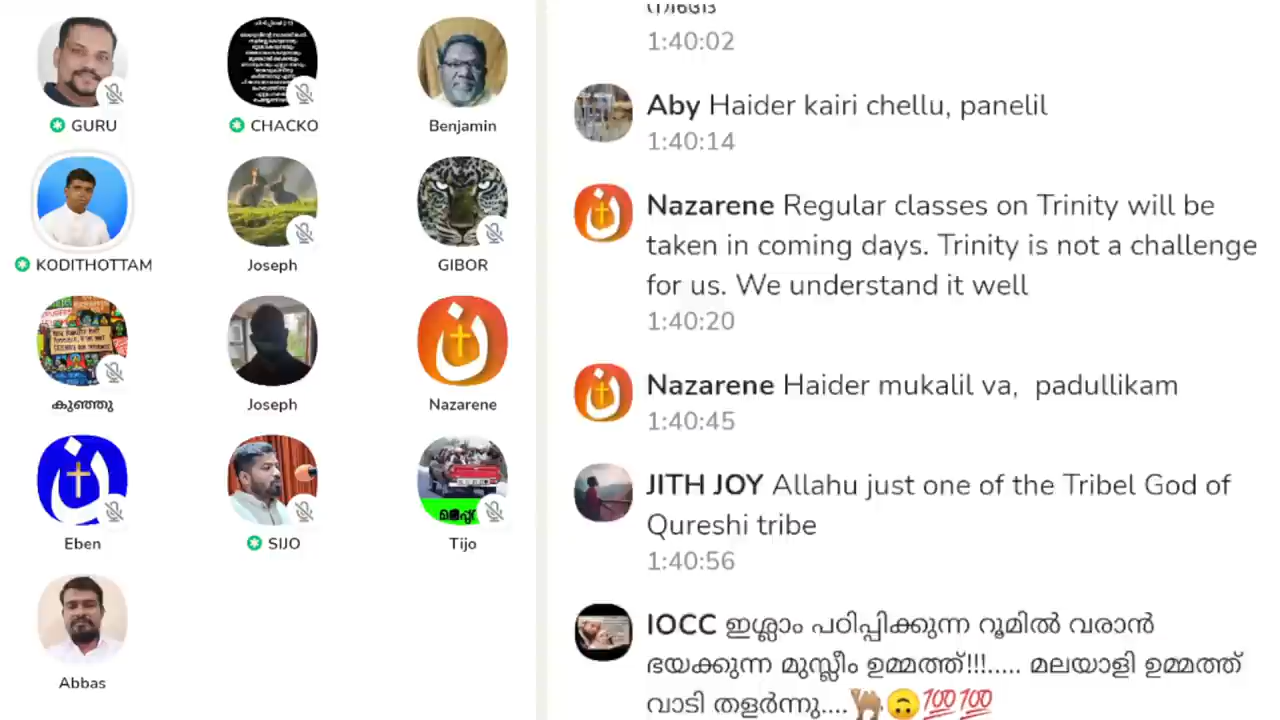 GURU
CHACKO
Benjamin
KODITHOTTAM
Joseph
GIBOR
കുഞ്ഞു
Joseph
Nazarene
Eben
SIJO
Tijo
Abbas
1:40:02
Aby Haider kairi chellu, panelil
1:40:14
Nazarene Regular classes on Trinity will be
taken in coming days. Trinity is not a challenge
for us. We understand it well
1:40:20
Nazarene Haider mukalil va, padullikam
1:40:45
JITH JOY Allahu just one of the Tribel God of
Qureshi tribe
1:40:56
IOCC ഇശ്ലാം പഠിപ്പിക്കുന്ന റൂമിൽ വരാൻ
ഭയക്കുന്ന മുസ്ലീം ഉമ്മത്ത്!!!..... മലയാളി ഉമ്മത്ത്
വാടി തളർന്നു....🐪🙃💯💯